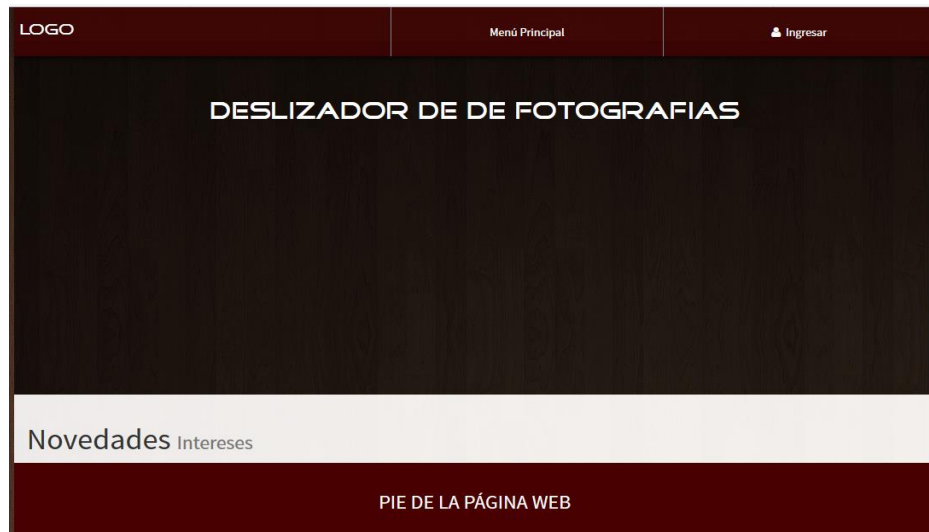 LOGO
Menú Principal
Ingresar
DESLIZADOR DE DE FOTOGRAFIAS
Novedades Intereses
PIE DE LA PÁGINA WEB